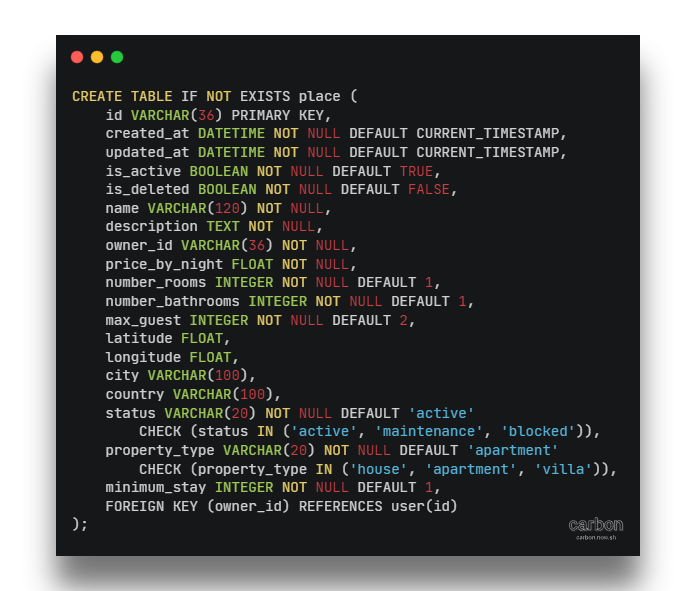 CREATE TABLE IF NOT EXISTS place (
    id VARCHAR(36) PRIMARY KEY,
    created_at DATETIME NOT NULL DEFAULT CURRENT_TIMESTAMP,
    updated_at DATETIME NOT NULL DEFAULT CURRENT_TIMESTAMP,
    is_active BOOLEAN NOT NULL DEFAULT TRUE,
    is_deleted BOOLEAN NOT NULL DEFAULT FALSE,
    name VARCHAR(120) NOT NULL,
    description TEXT NOT NULL,
    owner_id VARCHAR(36) NOT NULL,
    price_by_night FLOAT NOT NULL,
    number_rooms INTEGER NOT NULL DEFAULT 1,
    number_bathrooms INTEGER NOT NULL DEFAULT 1,
    max_guest INTEGER NOT NULL DEFAULT 2,
    latitude FLOAT,
    longitude FLOAT,
    city VARCHAR(100),
    country VARCHAR(100),
    status VARCHAR(20) NOT NULL DEFAULT 'active'
        CHECK (status IN ('active', 'maintenance', 'blocked')),
    property_type VARCHAR(20) NOT NULL DEFAULT 'apartment'
        CHECK (property_type IN ('house', 'apartment', 'villa')),
    minimum_stay INTEGER NOT NULL DEFAULT 1,
    FOREIGN KEY (owner_id) REFERENCES user(id)
);
carbon
carbon.now.sh